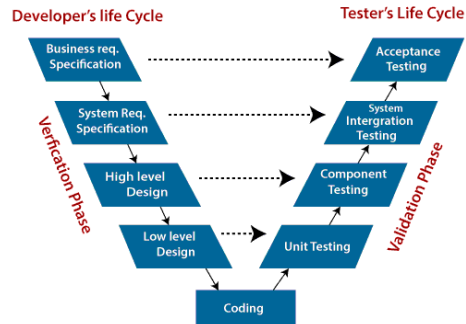 Developer's life Cycle
Tester's Life Cycle
Business req.
Specification
Acceptance
Testing
System Req.
Specification
System
Intergration
Testing
High level
Design
Component
Testing
Low level
Design
Unit Testing
Coding
Verfication Phase
Validation Phase